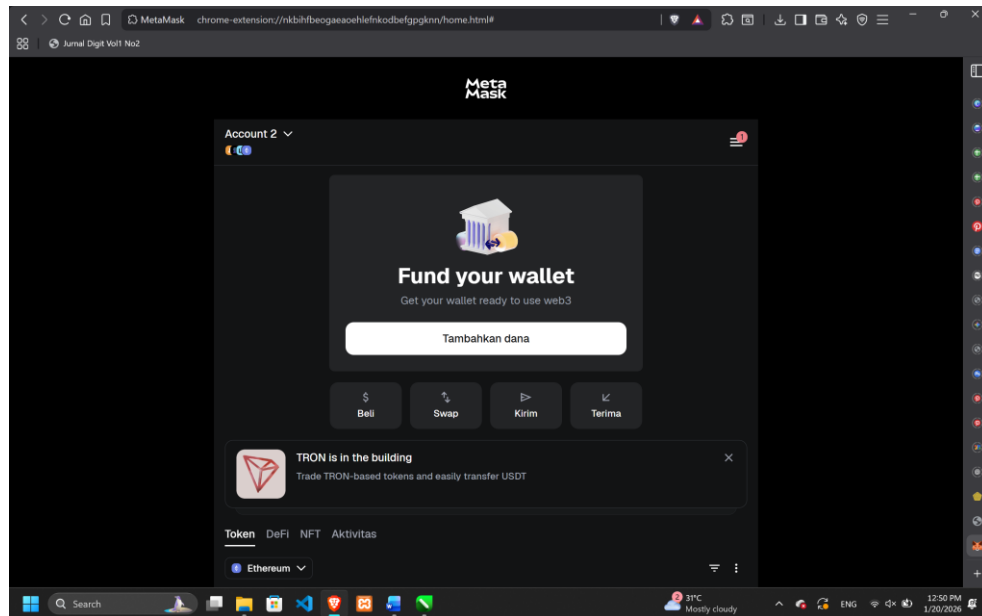 MetaMask
chrome-extension://nkbihfbeogaeaoehlefnkodbefgpgknn/home.html#
Jurnal Digit Vol1 No2
Meta
Mask
Account 2
1
Fund your wallet
Get your wallet ready to use web3
Tambahkan dana
$
Beli
Swap
Kirim
Terima
TRON is in the building
Trade TRON-based tokens and easily transfer USDT
Token DeFi NFT Aktivitas
Ethereum
Search
2
31°C
Mostly cloudy
ENG
12:50 PM
1/20/2026